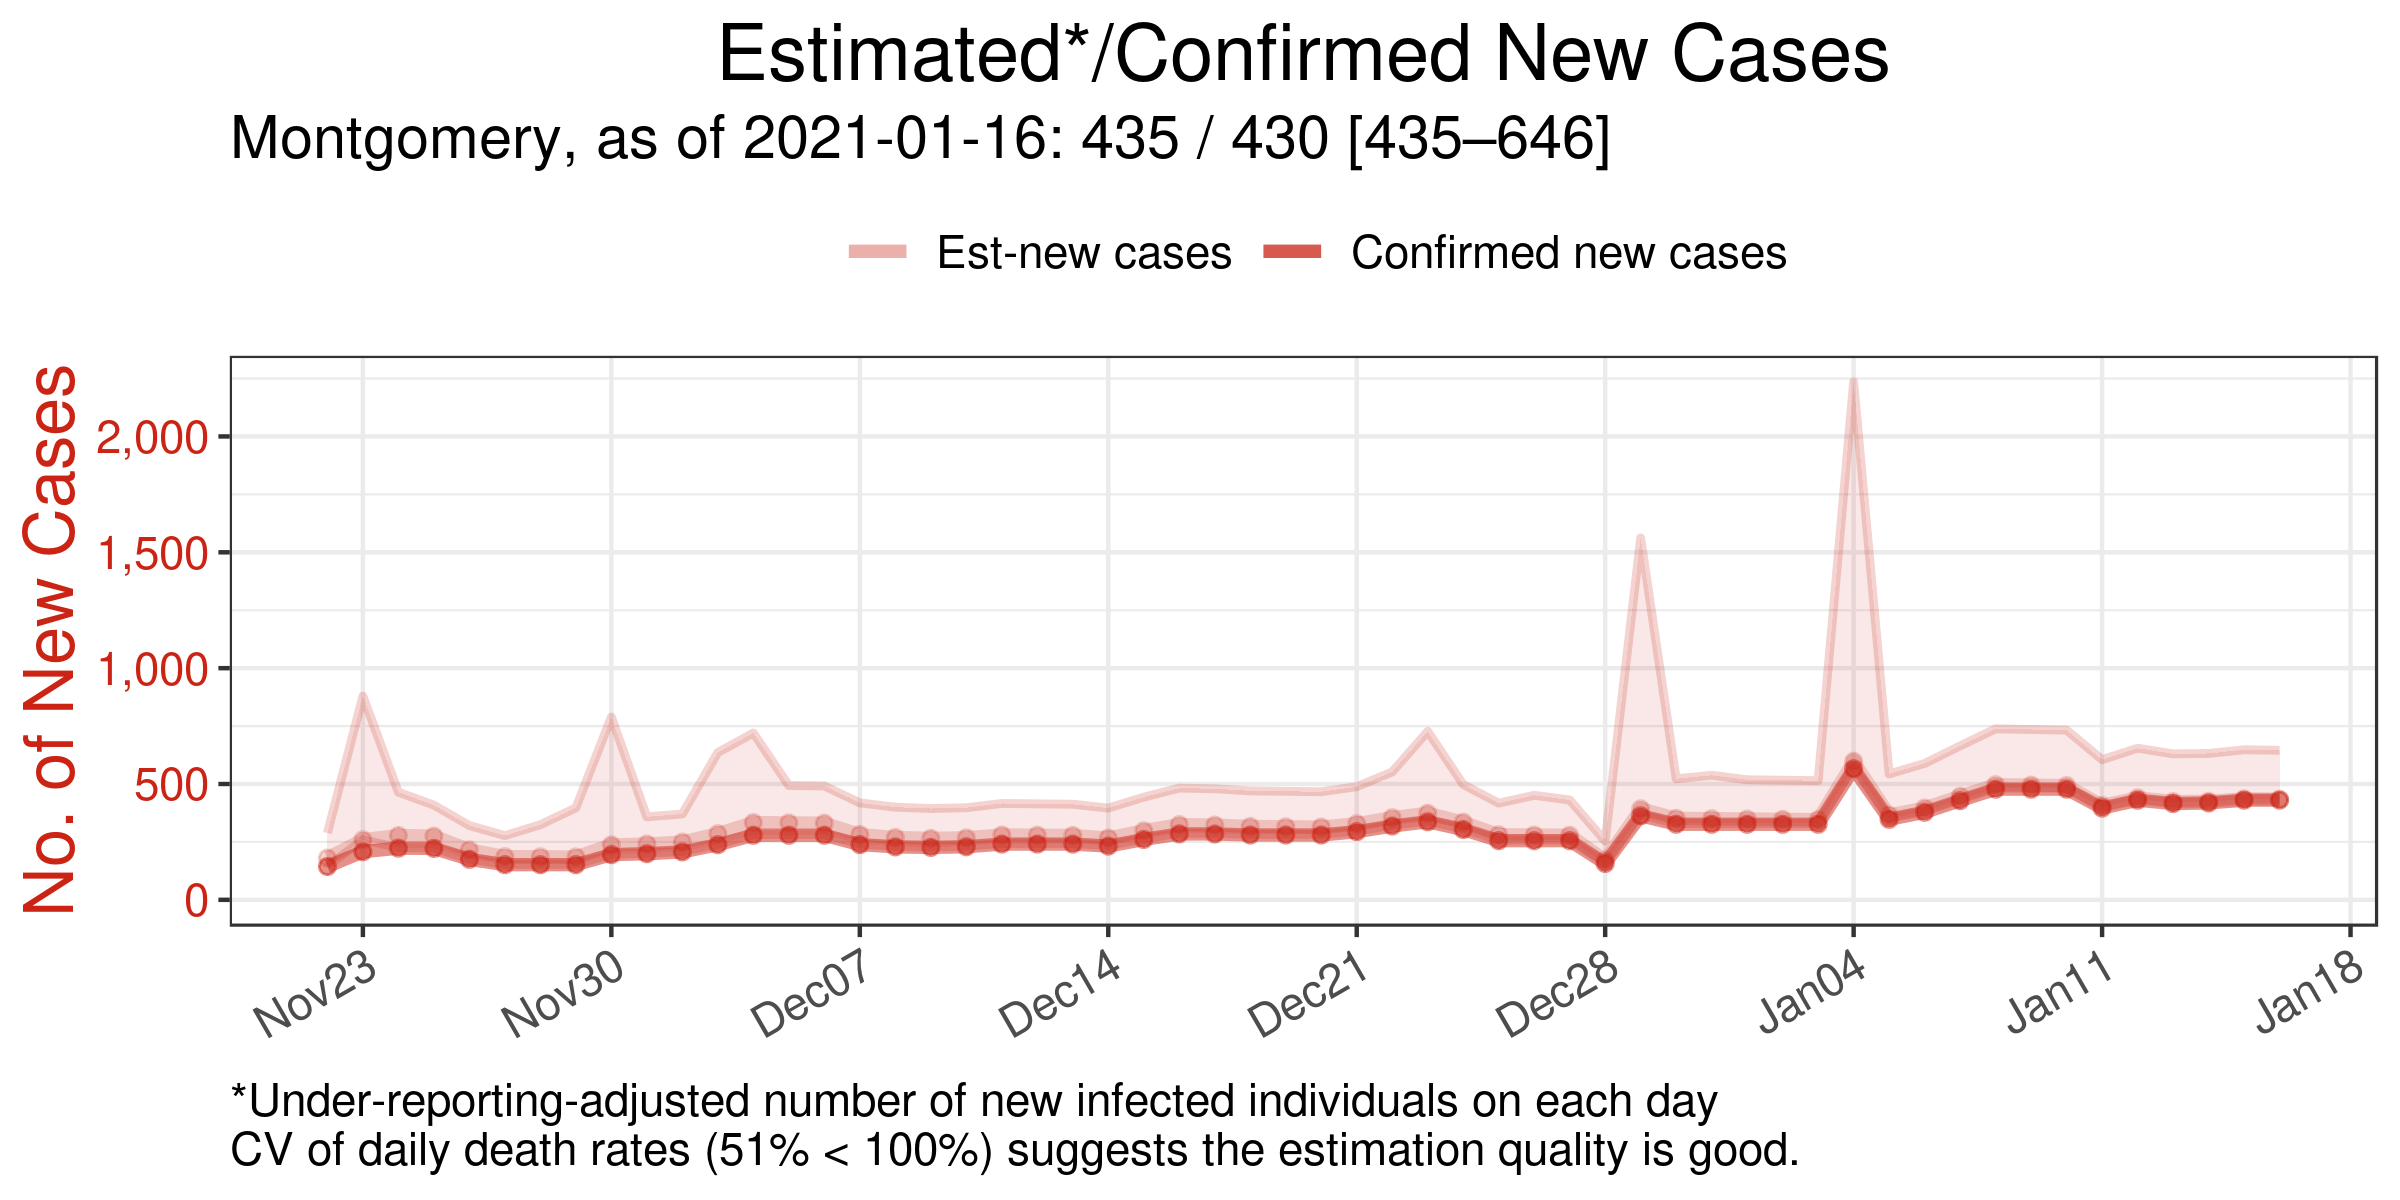 Estimated*/Confirmed New Cases
Montgomery, as of 2021-01-16: 435 / 430 [435–646]
Est-new cases
Confirmed new cases
No. of New Cases
2,000
1,500
1,000
500
0
Nov23
Nov30
Dec07
Dec14
Dec21
Dec28
Jan04
Jan11
Jan18
*Under-reporting-adjusted number of new infected individuals on each day
CV of daily death rates (51% < 100%) suggests the estimation quality is good.